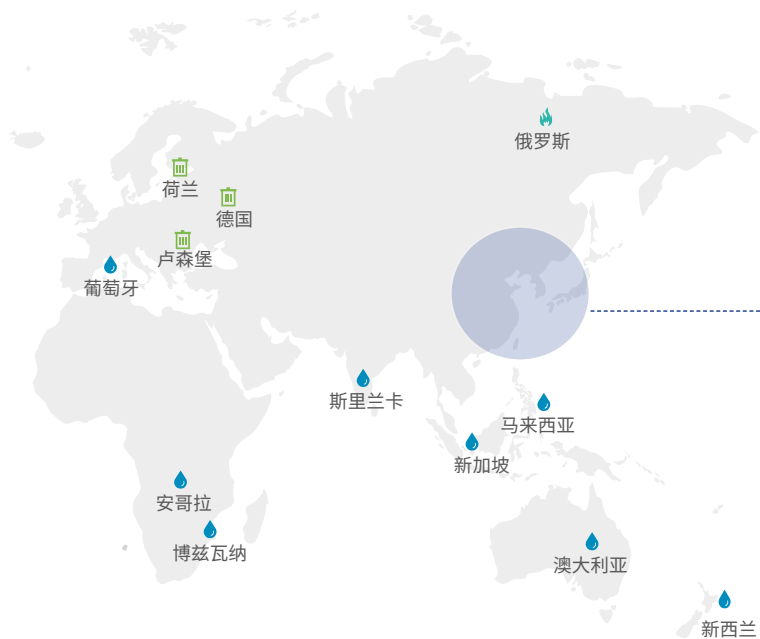 俄罗斯
荷兰
德国
卢森堡
葡萄牙
斯里兰卡
马来西亚
新加坡
安哥拉
博兹瓦纳
澳大利亚
新西兰